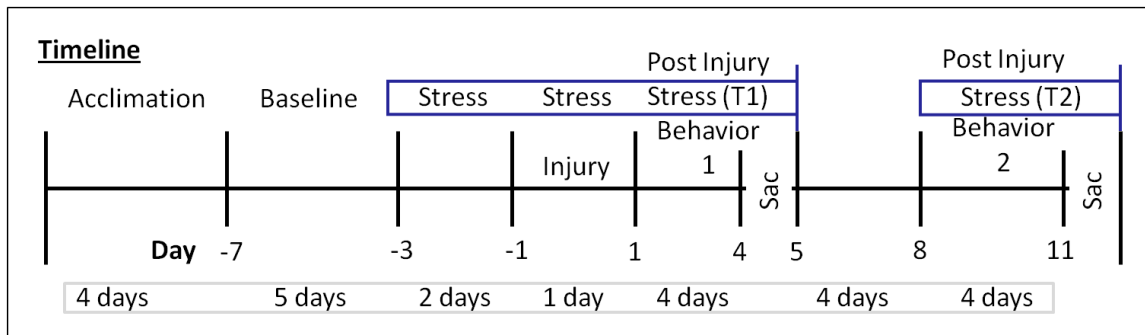 Timeline
Post Injury Post Injury
Acclimation Baseline Stress Stress Stress (T1) Stress (T2)
Behavior Behavior
Injury 1 Sac 2 Sac
Day -7 -3 -1 1 4 5 8 11
4 days 5 days 2 days 1 day 4 days 4 days 4 days